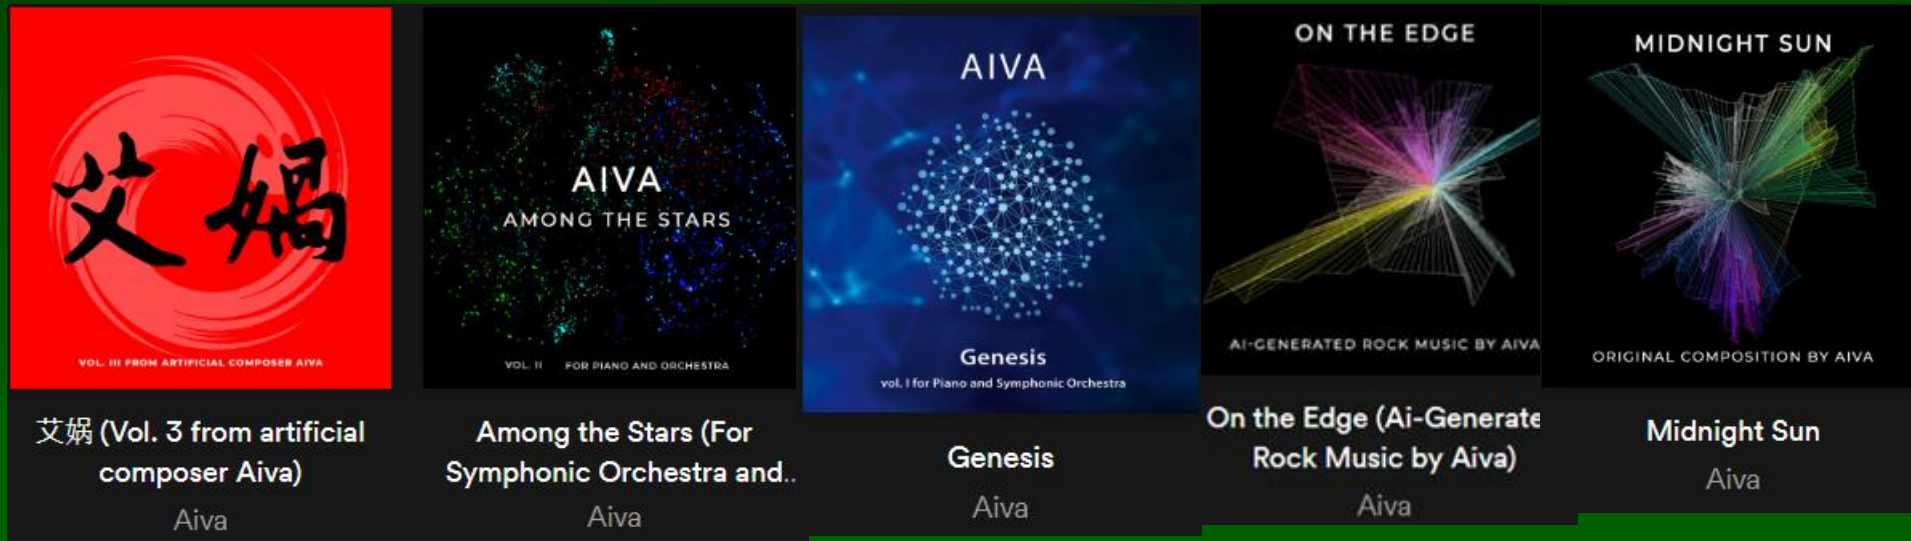 艾娲
VOL. III FROM ARTIFICIAL COMPOSER AIVA
艾娲 (Vol. 3 from artificial
composer Aiva)
Aiva
AIVA
AMONG THE STARS
VOL. II FOR PIANO AND ORCHESTRA
Among the Stars (For
Symphonic Orchestra and..
Aiva
AIVA
Genesis
vol. I for Piano and Symphonic Orchestra
Genesis
Aiva
ON THE EDGE
AI-GENERATED ROCK MUSIC BY AIVA
On the Edge (Ai-Generate
Rock Music by Aiva)
Aiva
MIDNIGHT SUN
ORIGINAL COMPOSITION BY AIVA
Midnight Sun
Aiva